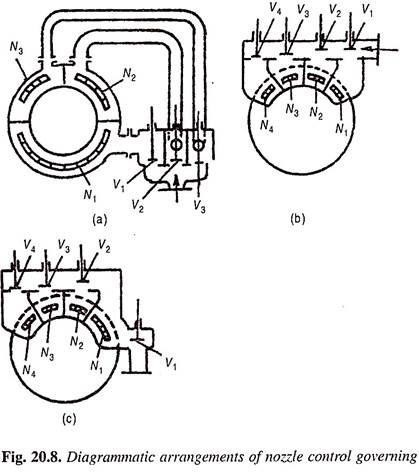 V4 V3 V2 V1
N3
N2
N4 N3 N2 N1
N1
V1
V2
V3
(a)
(b)
V4 V3 V2
N4 N3 N2 N1
V1
(c)
Fig. 20.8. Diagrammatic arrangements of nozzle control governing